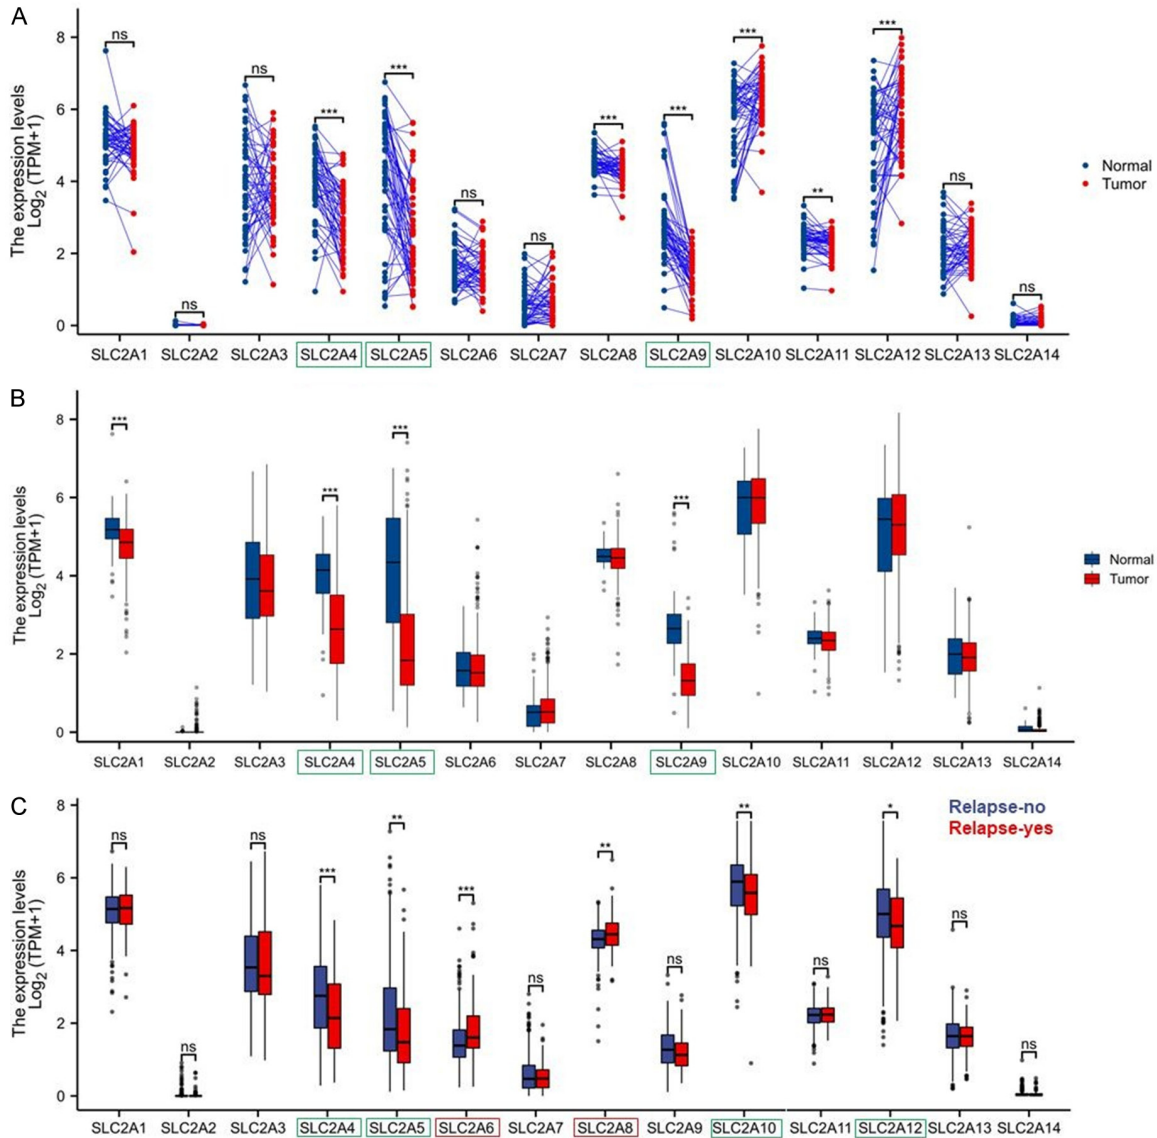 A
The expression levels
Log2 (TPM+1)
8
6
4
2
0
ns
ns
ns
***
***
ns
ns
***
***
***
**
***
ns
ns
Normal
Tumor
SLC2A1 SLC2A2 SLC2A3 SLC2A4 SLC2A5 SLC2A6 SLC2A7 SLC2A8 SLC2A9 SLC2A10 SLC2A11 SLC2A12 SLC2A13 SLC2A14
B
The expression levels
Log2 (TPM+1)
8
6
4
2
0
***
***
***
***
Normal
Tumor
SLC2A1 SLC2A2 SLC2A3 SLC2A4 SLC2A5 SLC2A6 SLC2A7 SLC2A8 SLC2A9 SLC2A10 SLC2A11 SLC2A12 SLC2A13 SLC2A14
C
The expression levels
Log2 (TPM+1)
8
6
4
2
0
ns
ns
ns
***
**
***
ns
**
ns
**
ns
*
ns
ns
Relapse-no
Relapse-yes
SLC2A1 SLC2A2 SLC2A3 SLC2A4 SLC2A5 SLC2A6 SLC2A7 SLC2A8 SLC2A9 SLC2A10 SLC2A11 SLC2A12 SLC2A13 SLC2A14